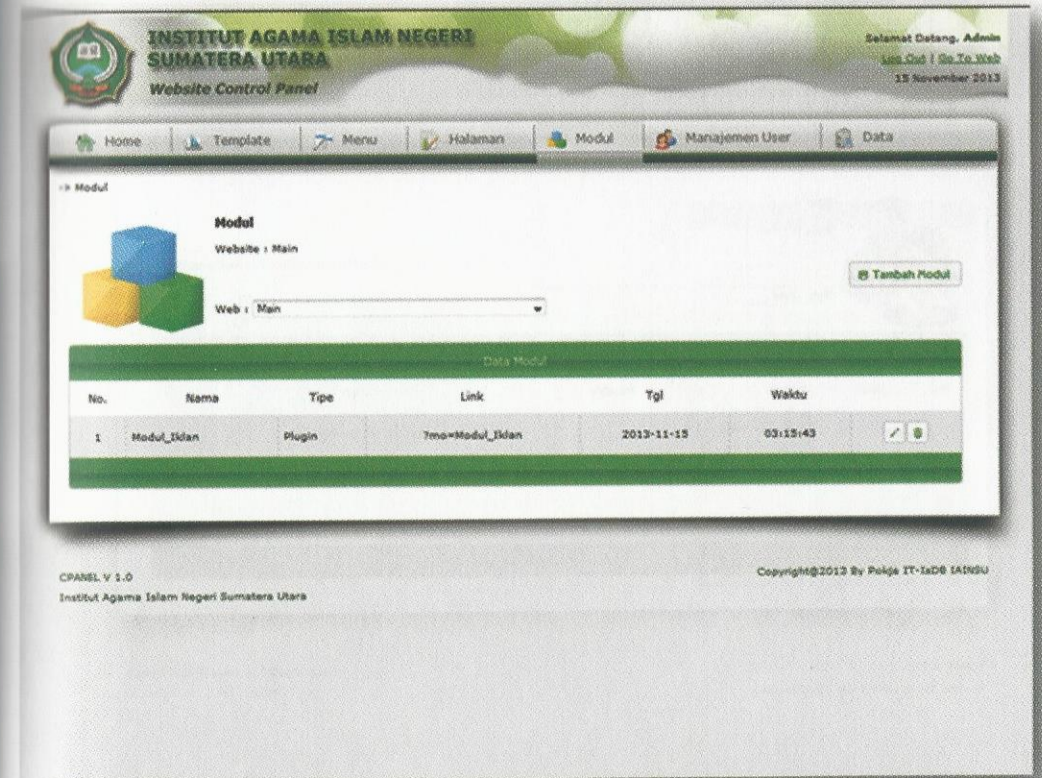 INSTITUT AGAMA ISLAM NEGERI
SUMATERA UTARA
Website Control Panel
Selamat Datang, Admin
Log Out | Go To Web
15 November 2013
Home Template Menu Halaman Modul Manajemen User Data
Modul
Modul
Website : Main
Tambah Modul
Web : Main
Data Modul
No. Nama Tipe Link Tgl Waktu
1 Modul_Iklan Plugin ?mo=Modul_Iklan 2013-11-15 03:15:43
CPANEL V 1.0
Copyright@2013 By Pokja IT-IsDB IAINSU
Institut Agama Islam Negeri Sumatera Utara